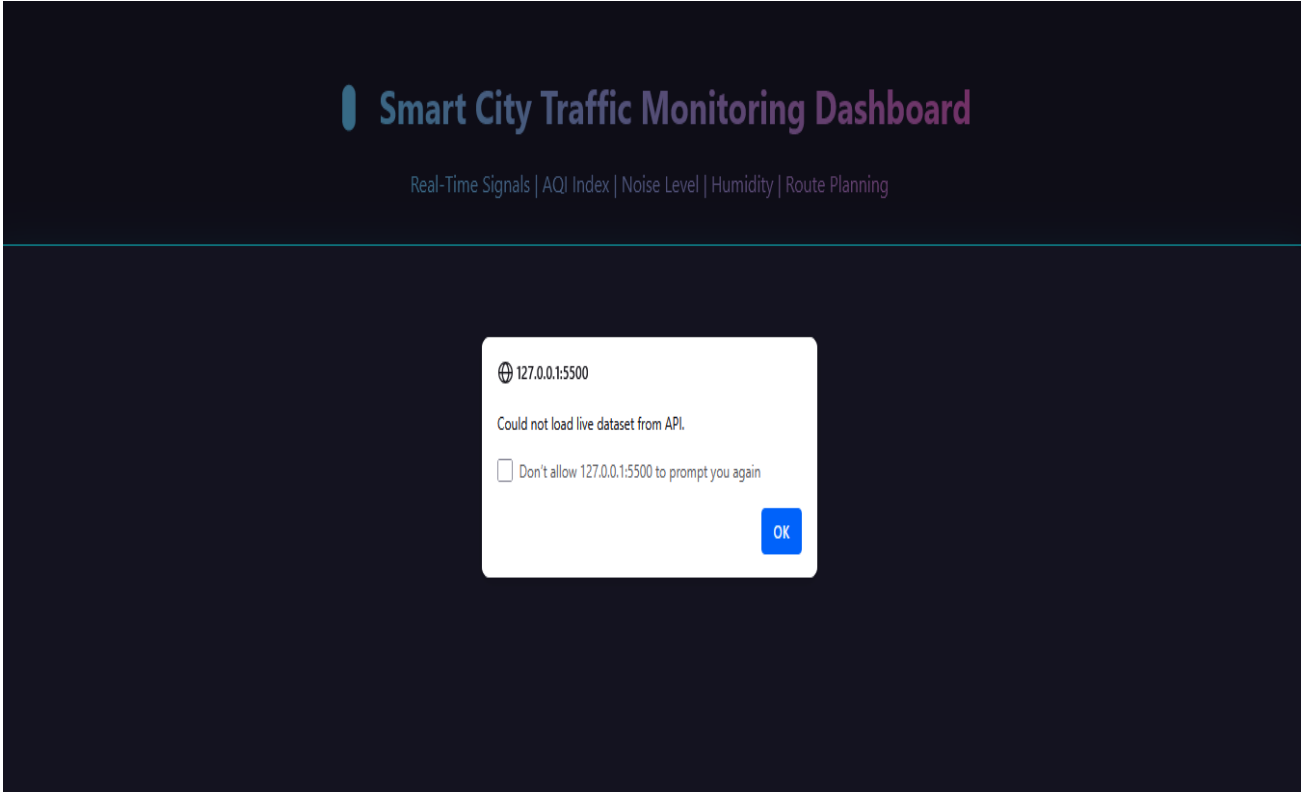 Smart City Traffic Monitoring Dashboard
Real-Time Signals | AQI Index | Noise Level | Humidity | Route Planning
127.0.0.1:5500
Could not load live dataset from API.
Don't allow 127.0.0.1:5500 to prompt you again
OK